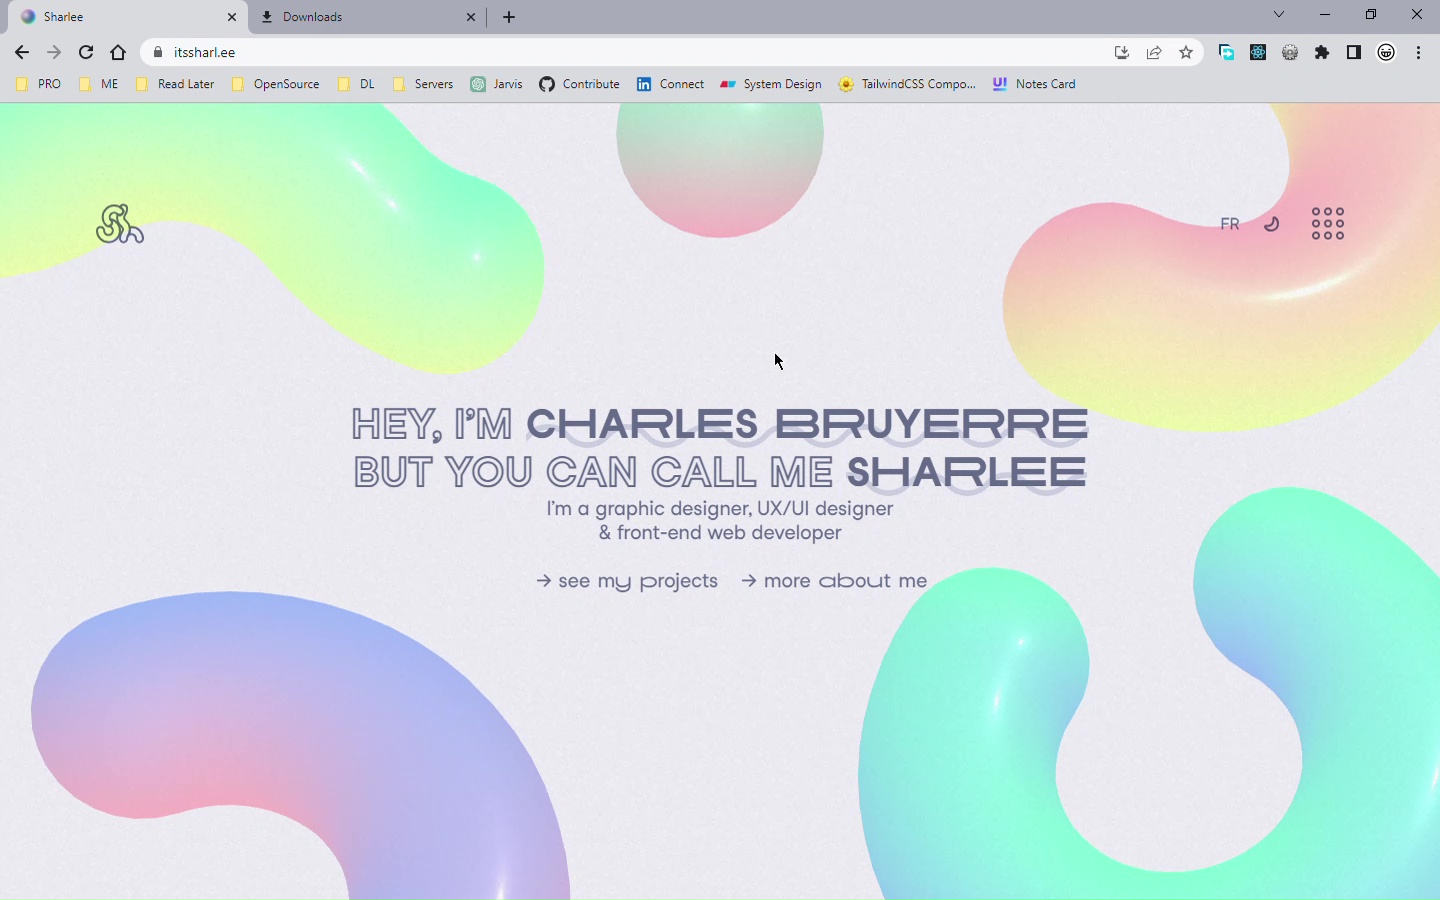 Sharlee
Downloads
itssharl.ee
PRO
ME
Read Later
OpenSource
DL
Servers
Jarvis
Contribute
Connect
System Design
TailwindCSS Compo...
Notes Card
Sh
FR
HEY, I'M CHARLES BRUYERRE
BUT YOU CAN CALL ME SHARLEE
I'm a graphic designer, UX/UI designer
& front-end web developer
→ see my projects → more about me